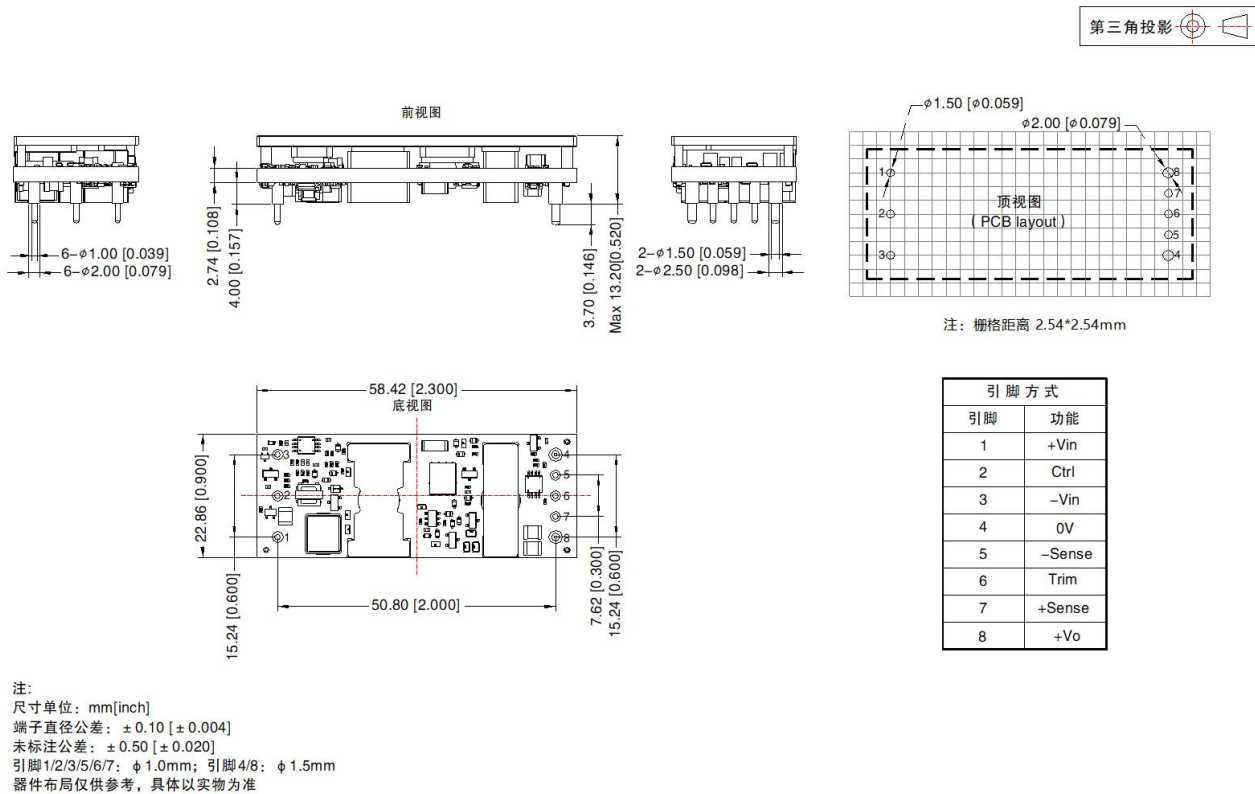 第三角投影
前视图
6-φ1.00 [0.039]
6-φ2.00 [0.079]
2.74 [0.108]
4.00 [0.157]
3.70 [0.146]
Max 13.20[0.520]
2-φ1.50 [0.059]
2-φ2.50 [0.098]
φ1.50 [φ0.059]
φ2.00 [φ0.079]
1
2
3
8
7
6
5
4
顶视图
( PCB layout )
注：栅格距离 2.54*2.54mm
58.42 [2.300]
底视图
22.86 [0.900]
15.24 [0.600]
3
2
1
4
5
6
7
8
50.80 [2.000]
7.62 [0.300]
15.24 [0.600]
引 脚 方 式
引脚 功能
1 +Vin
2 Ctrl
3 −Vin
4 0V
5 −Sense
6 Trim
7 +Sense
8 +Vo
注:
尺寸单位：mm[inch]
端子直径公差：±0.10 [±0.004]
未标注公差：±0.50 [±0.020]
引脚1/2/3/5/6/7：φ1.0mm；引脚4/8：φ1.5mm
器件布局仅供参考，具体以实物为准